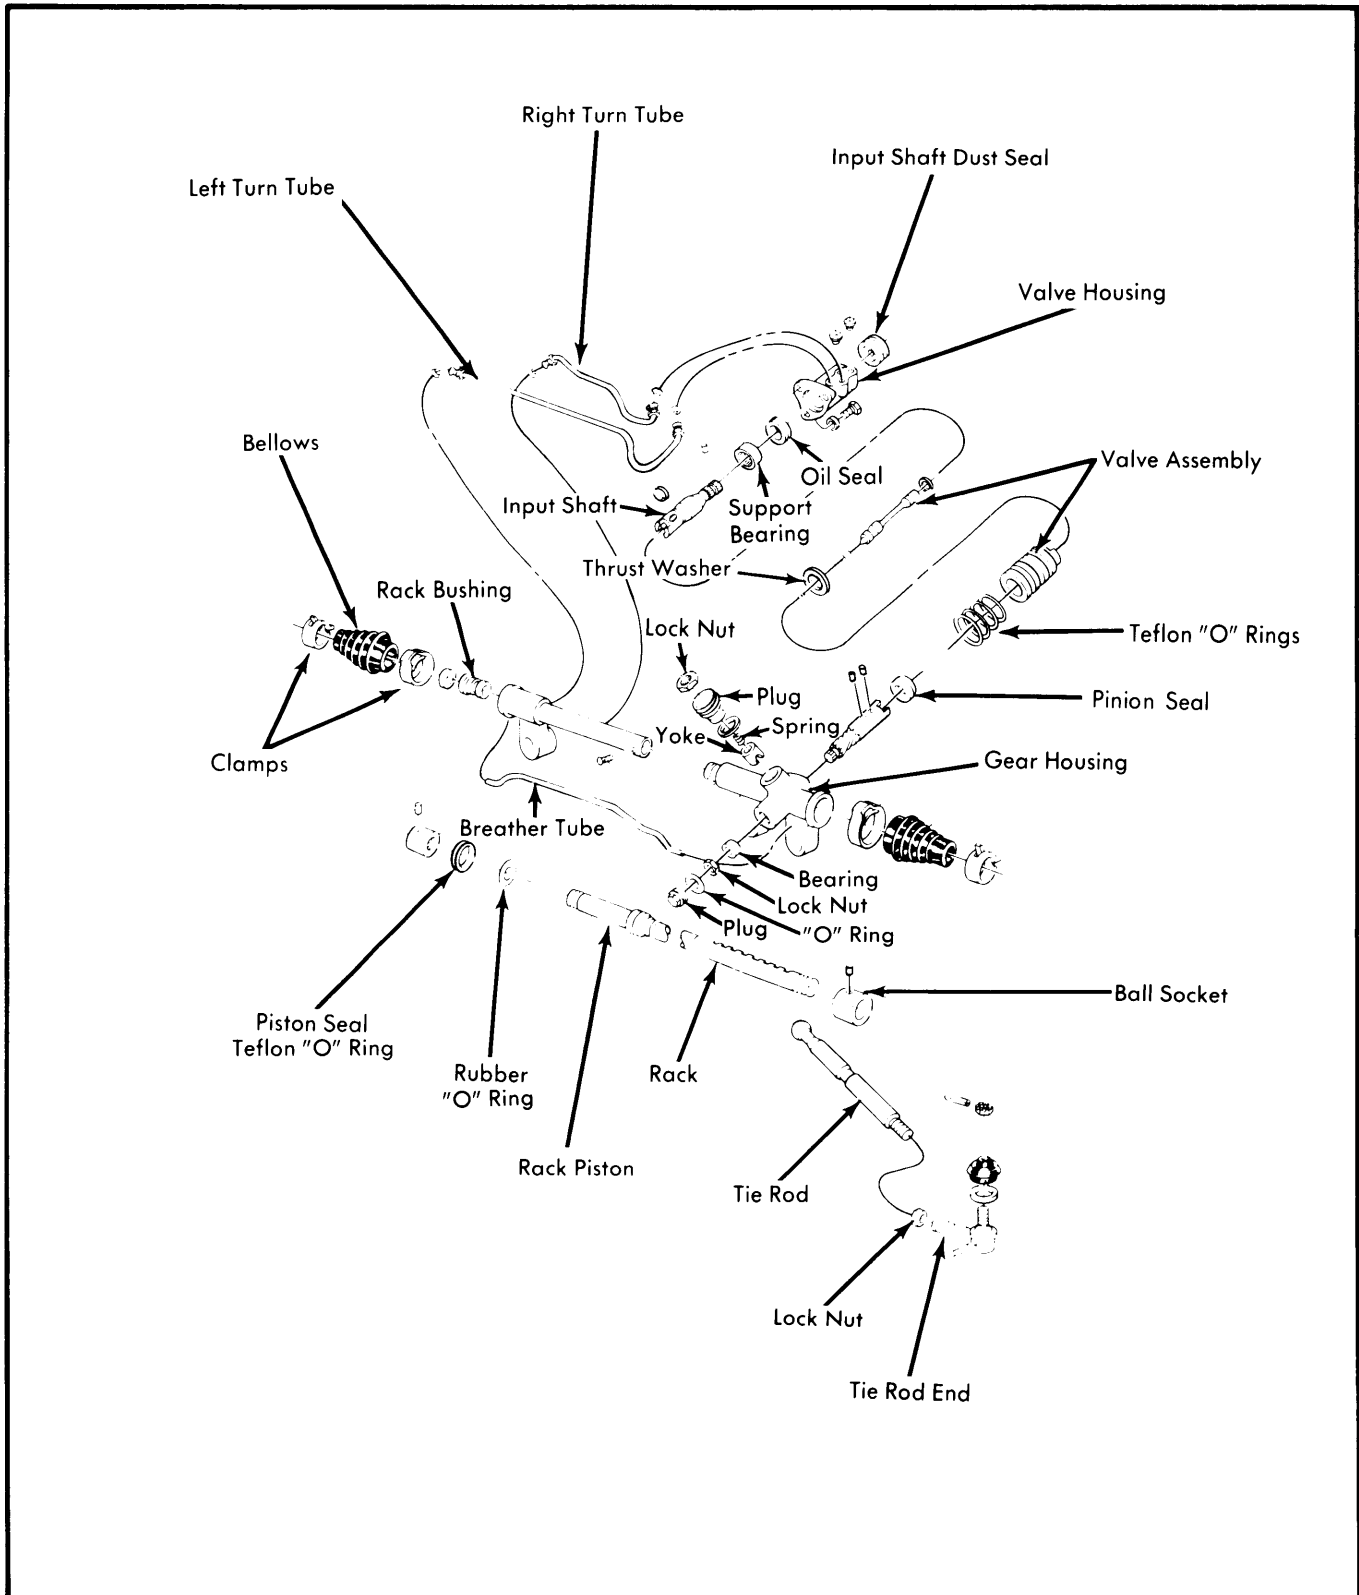 Right Turn Tube
Input Shaft Dust Seal
Left Turn Tube
Valve Housing
Bellows
Valve Assembly
Oil Seal
Input Shaft
Support
Bearing
Thrust Washer
Rack Bushing
Lock Nut
Teflon "O" Rings
Plug
Pinion Seal
Spring
Yoke
Clamps
Gear Housing
Breather Tube
Bearing
Lock Nut
Plug
"O" Ring
Ball Socket
Piston Seal
Teflon "O" Ring
Rubber
"O" Ring
Rack
Rack Piston
Tie Rod
Lock Nut
Tie Rod End